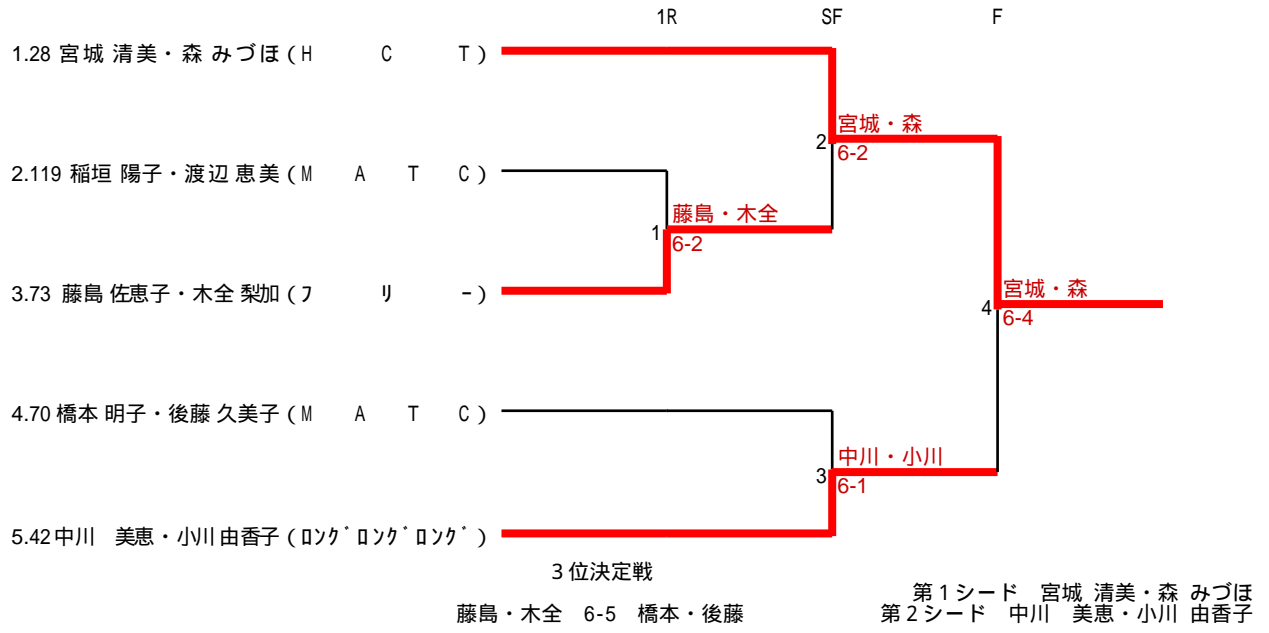 1R SF F
1.28 宮城 清美・森 みづほ ( H C T )
宮城・森
2
6-2
2.119 稲垣 陽子・渡辺 恵美 ( M A T C )
藤島・木全
1
6-2
3.73 藤島 佐恵子・木全 梨加 ( フ リ ー )
宮城・森
4
6-4
4.70 橋本 明子・後藤 久美子 ( M A T C )
中川・小川
3
6-1
5.42 中川 美恵・小川 由香子 ( ロングロングロング )
3位決定戦
藤島・木全 6-5 橋本・後藤
第1シード 宮城 清美・森 みづほ
第2シード 中川 美恵・小川 由香子